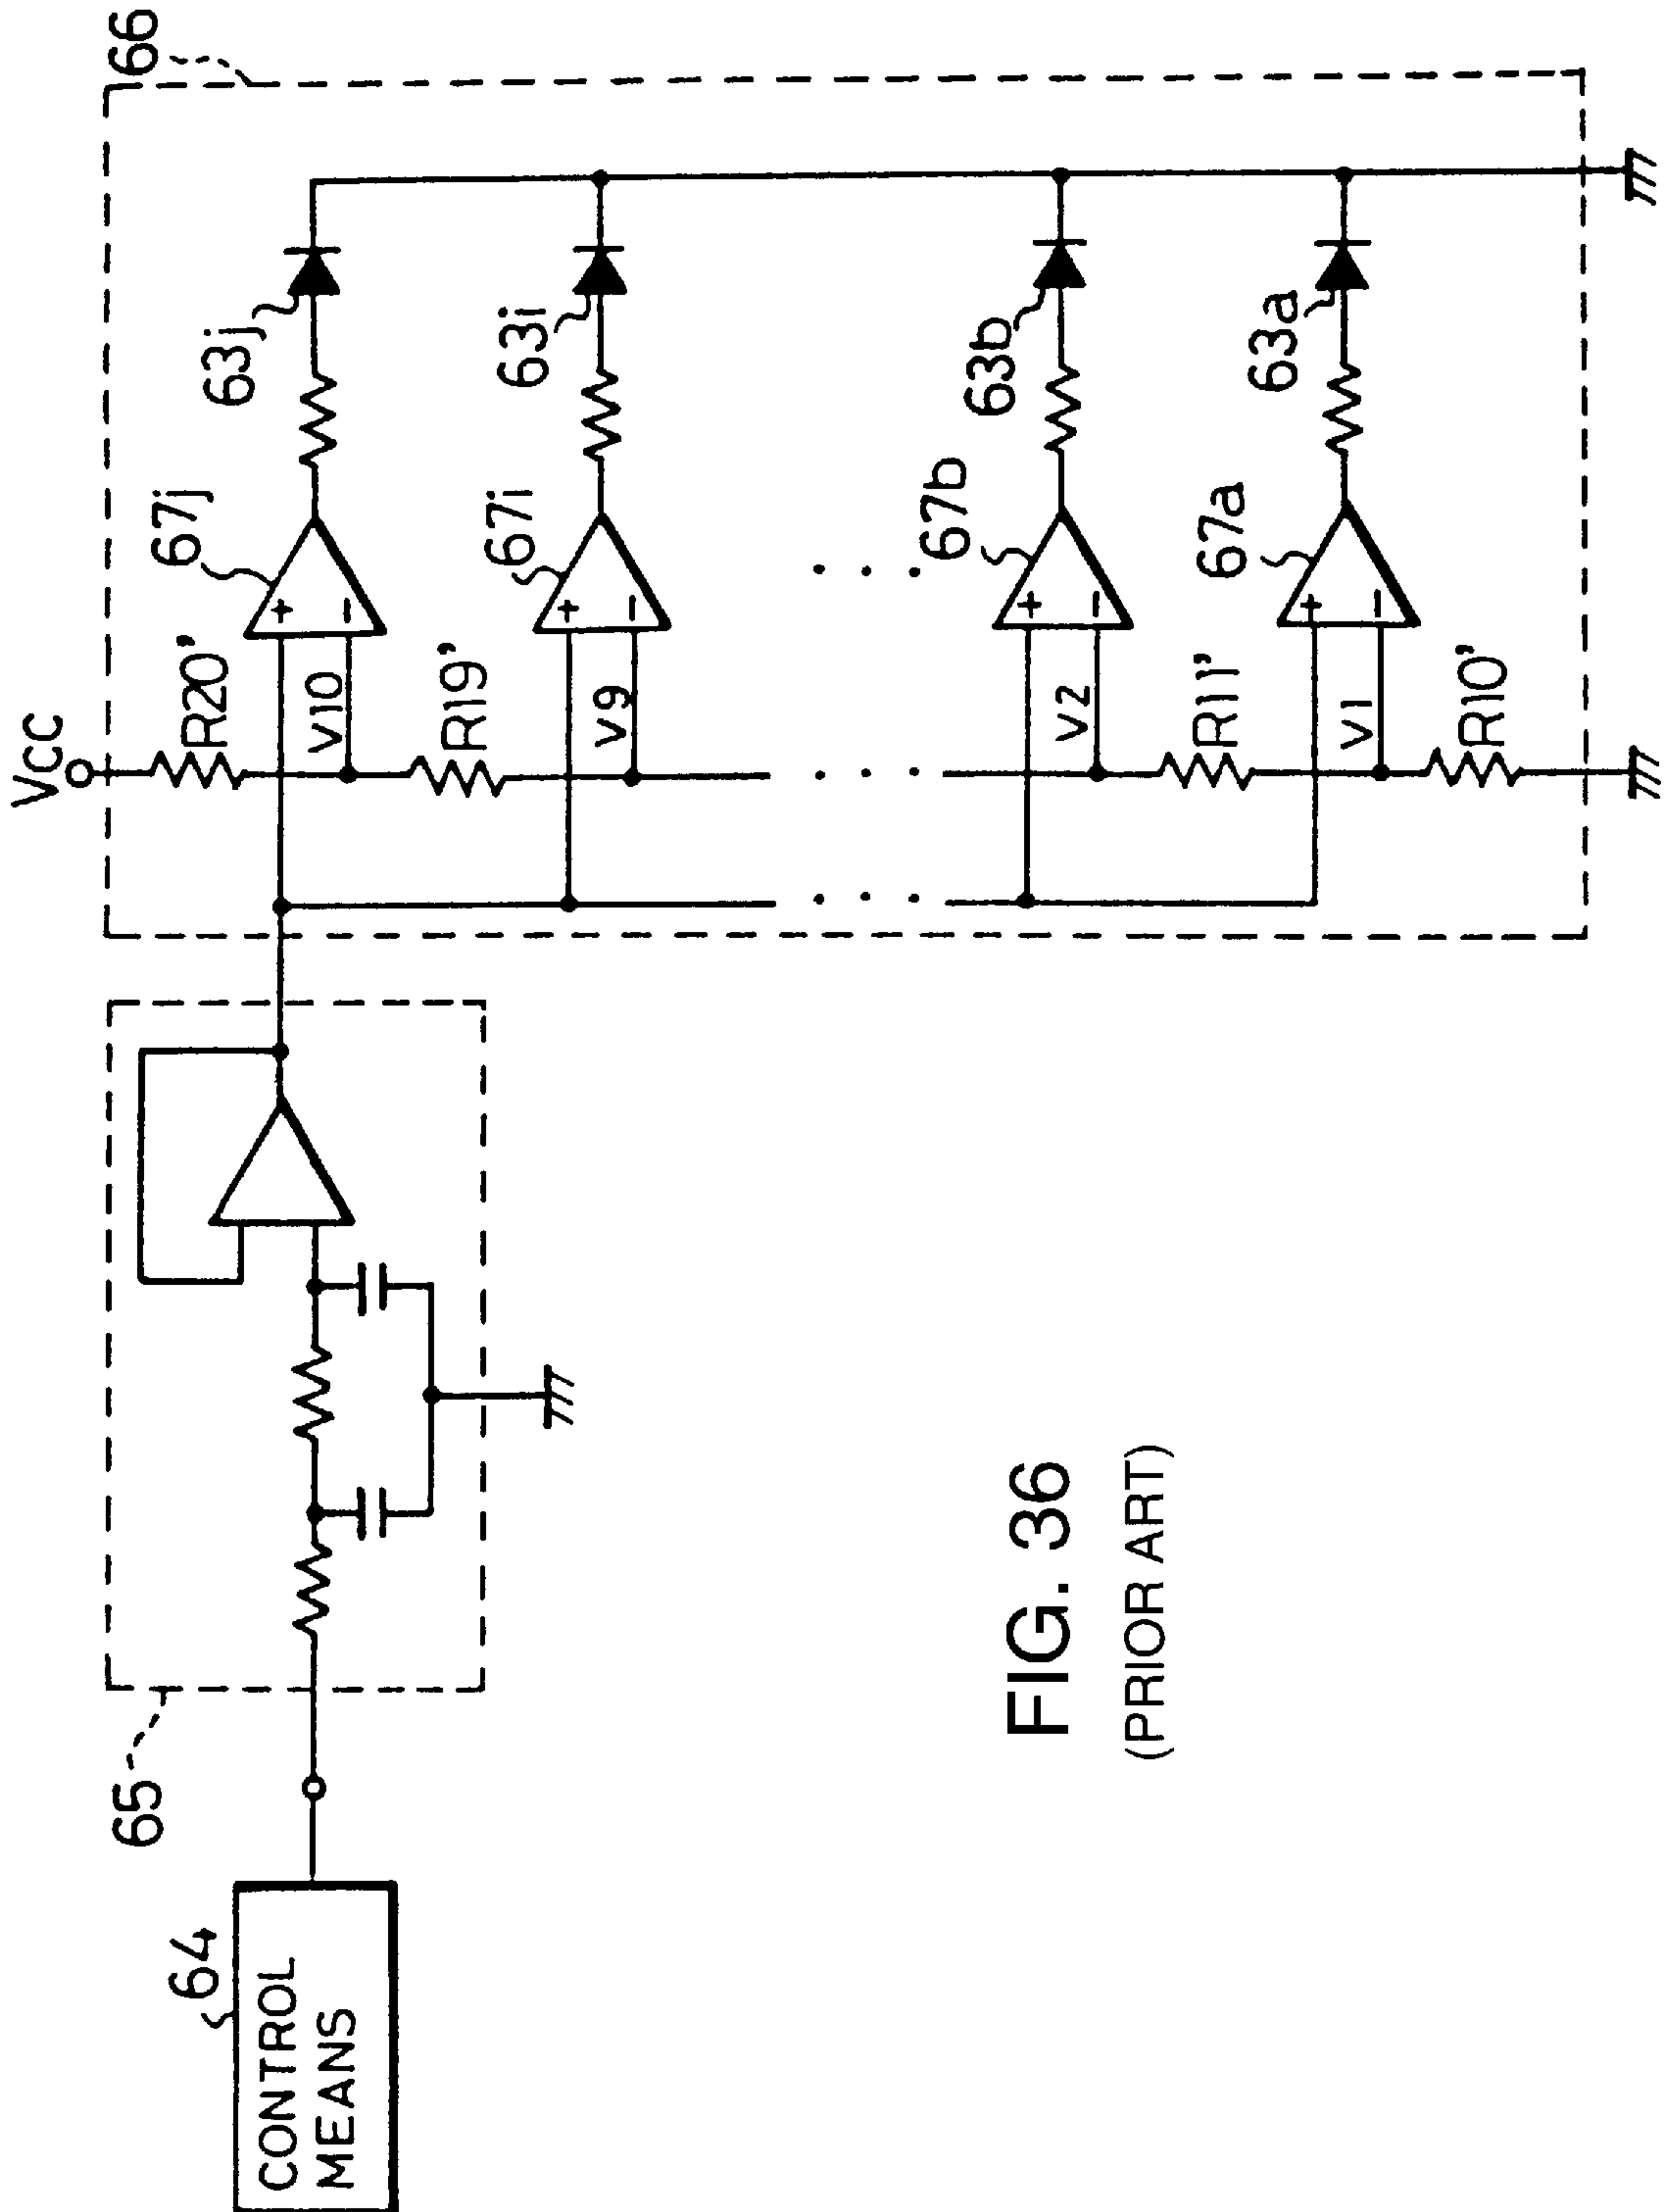 66
VCC
R20'
67j
63j
+
−
V10
R19'
67i
63i
+
−
V9
67b
63b
+
−
V2
R11'
67a
63a
+
−
V1
R10'
65
64
CONTROL
MEANS
FIG. 36
(PRIOR ART)